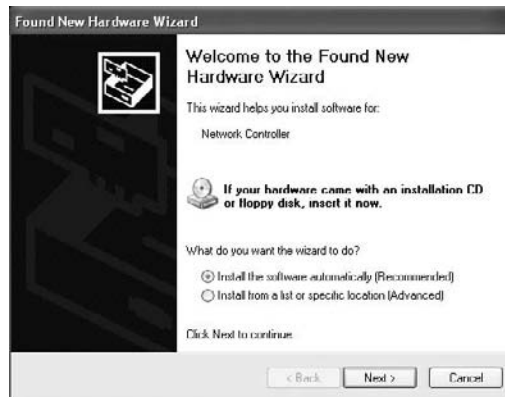 Found New Hardware Wizard
Welcome to the Found New
Hardware Wizard
This wizard helps you install software for:
Network Controller
If your hardware came with an installation CD
or floppy disk, insert it now.
What do you want the wizard to do?
Install the software automatically (Recommended)
Install from a list or specific location (Advanced)
Click Next to continue.
< Back
Next >
Cancel